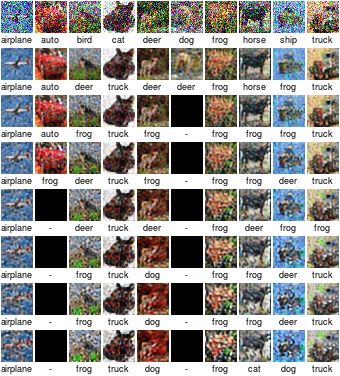 airplane auto bird cat deer dog frog horse ship truck
airplane auto deer truck deer deer frog horse frog truck
airplane auto frog truck frog - frog frog frog truck
airplane frog deer truck frog - frog frog deer truck
airplane - deer truck deer - frog deer frog frog
airplane - frog truck dog - frog frog deer truck
airplane - frog truck dog - frog frog deer truck
airplane - frog truck dog - frog cat dog truck